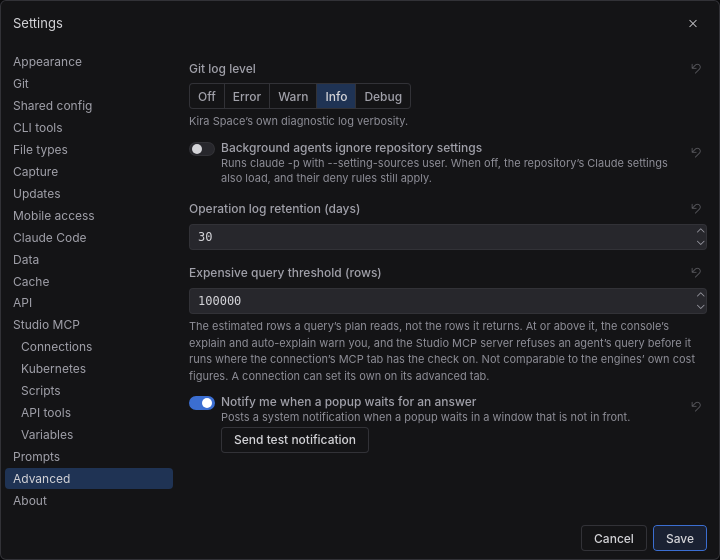 Settings
Appearance
Git
Shared config
CLI tools
File types
Capture
Updates
Mobile access
Claude Code
Data
Cache
API
Studio MCP
Connections
Kubernetes
Scripts
API tools
Variables
Prompts
Advanced
About
Git log level
Off Error Warn Info Debug
Kira Space's own diagnostic log verbosity.
Background agents ignore repository settings
Runs claude -p with --setting-sources user. When off, the repository's Claude settings
also load, and their deny rules still apply.
Operation log retention (days)
30
Expensive query threshold (rows)
100000
The estimated rows a query's plan reads, not the rows it returns. At or above it, the console's
explain and auto-explain warn you, and the Studio MCP server refuses an agent's query before it
runs where the connection's MCP tab has the check on. Not comparable to the engines' own cost
figures. A connection can set its own on its advanced tab.
Notify me when a popup waits for an answer
Posts a system notification when a popup waits in a window that is not in front.
Send test notification
Cancel Save